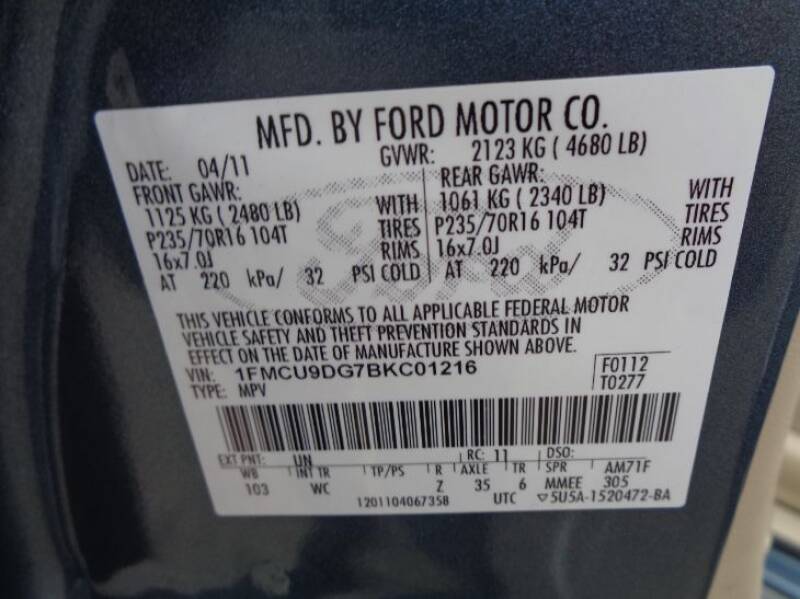 MFD. BY FORD MOTOR CO.
DATE: 04/11 GVWR: 2123 KG ( 4680 LB)
FRONT GAWR: REAR GAWR:
1125 KG ( 2480 LB) WITH 1061 KG ( 2340 LB) WITH
P235/70R16 104T TIRES P235/70R16 104T TIRES
16x7.0J RIMS 16x7.0J RIMS
AT 220 kPa/ 32 PSI COLD AT 220 kPa/ 32 PSI COLD
Ford
THIS VEHICLE CONFORMS TO ALL APPLICABLE FEDERAL MOTOR
VEHICLE SAFETY AND THEFT PREVENTION STANDARDS IN
EFFECT ON THE DATE OF MANUFACTURE SHOWN ABOVE.
VIN: 1FMCU9DG7BKC01216 F0112
TYPE: MPV T0277
EXT PNT: UN RC: 11 DSO:
WB INT TR TP/PS R AXLE TR SPR AM71F
103 WC Z 35 6 MMEE 305
1201104067358 UTC ▽5U5A-1520472-BA